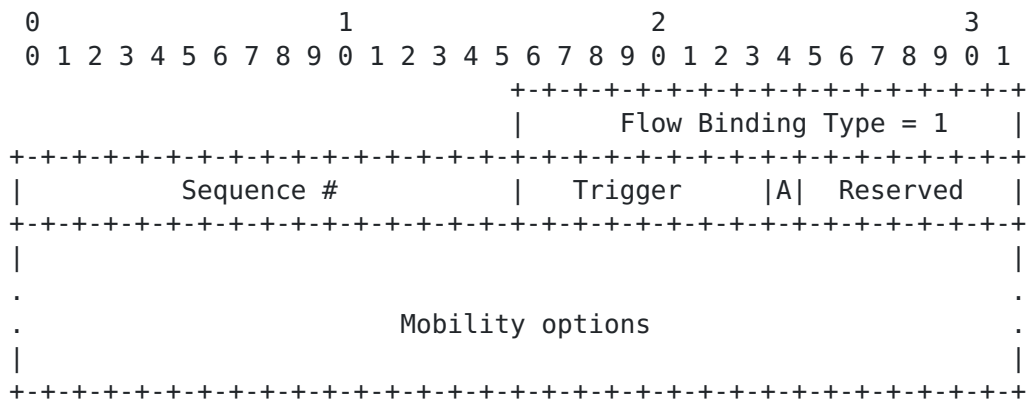 0                   1                   2                   3
 0 1 2 3 4 5 6 7 8 9 0 1 2 3 4 5 6 7 8 9 0 1 2 3 4 5 6 7 8 9 0 1
                                +-+-+-+-+-+-+-+-+-+-+-+-+-+-+-+-+
                                |      Flow Binding Type = 1    |
+-+-+-+-+-+-+-+-+-+-+-+-+-+-+-+-+-+-+-+-+-+-+-+-+-+-+-+-+-+-+-+-+
|          Sequence #           |   Trigger     |A|  Reserved   |
+-+-+-+-+-+-+-+-+-+-+-+-+-+-+-+-+-+-+-+-+-+-+-+-+-+-+-+-+-+-+-+-+
|                                                               |
.                                                               .
.                        Mobility options                       .
|                                                               |
+-+-+-+-+-+-+-+-+-+-+-+-+-+-+-+-+-+-+-+-+-+-+-+-+-+-+-+-+-+-+-+-+